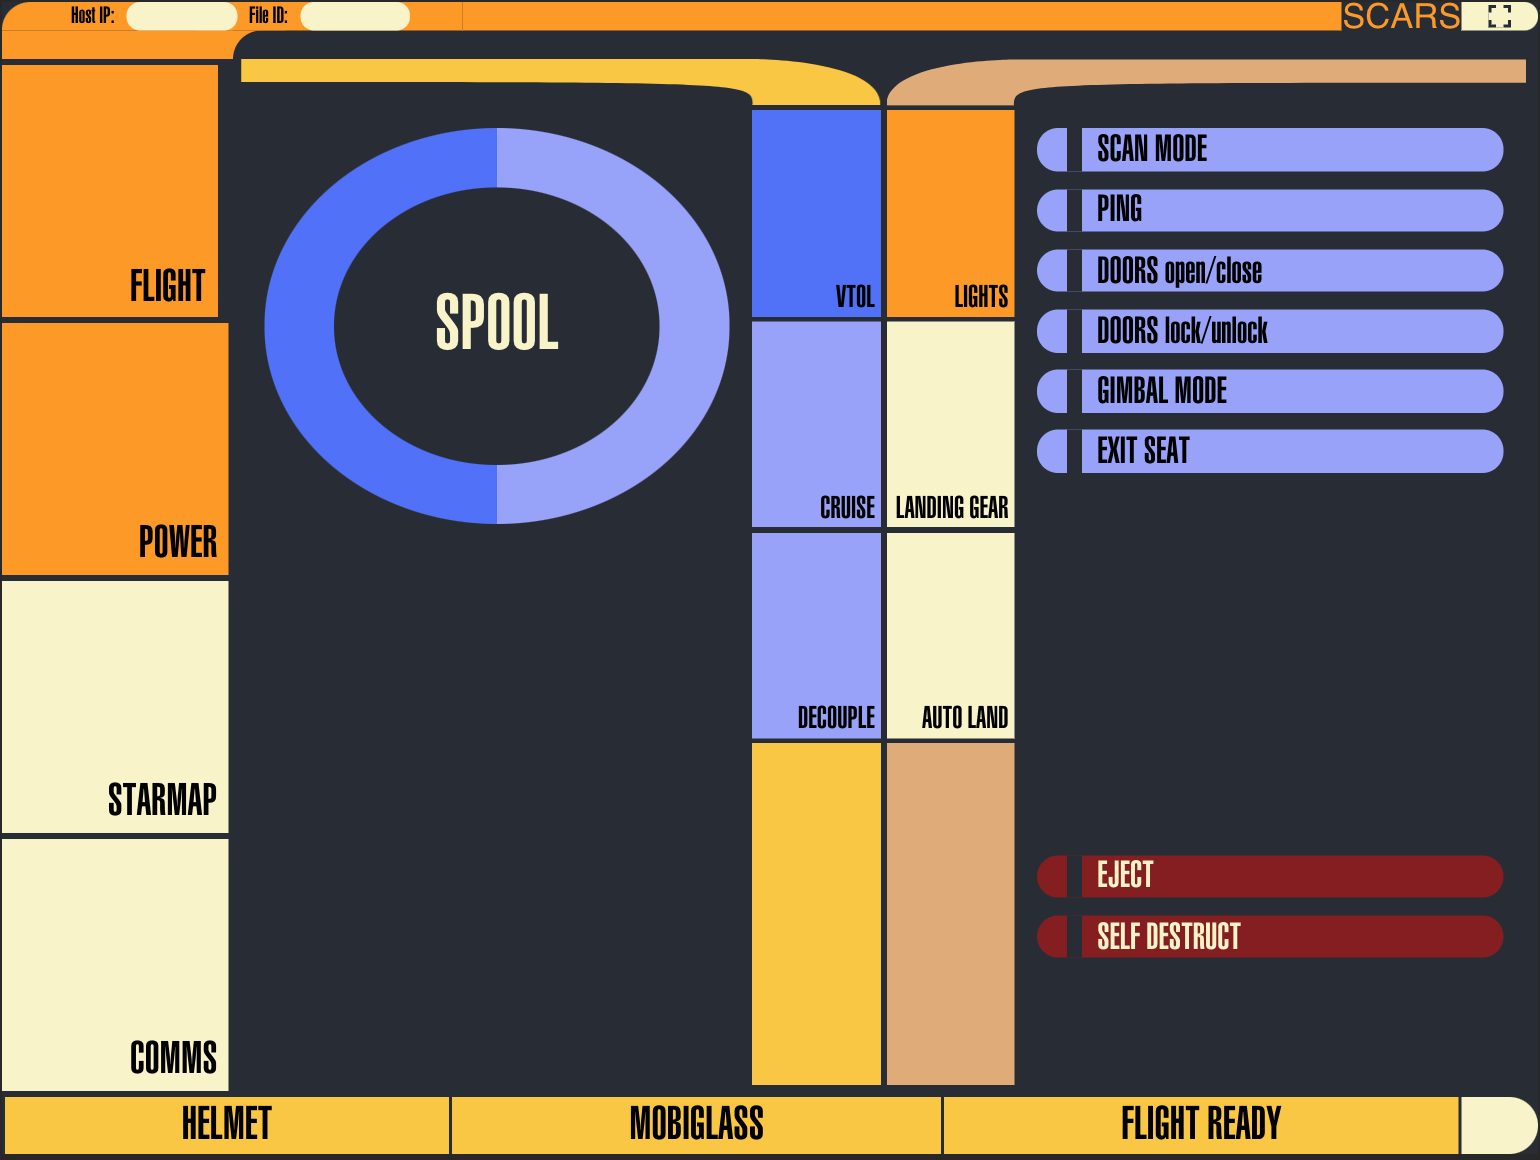 Host IP: File ID: SCARS
FLIGHT
POWER
STARMAP
COMMS
SPOOL
VTOL
LIGHTS
CRUISE
LANDING GEAR
DECOUPLE
AUTO LAND
SCAN MODE
PING
DOORS open/close
DOORS lock/unlock
GIMBAL MODE
EXIT SEAT
EJECT
SELF DESTRUCT
HELMET
MOBIGLASS
FLIGHT READY